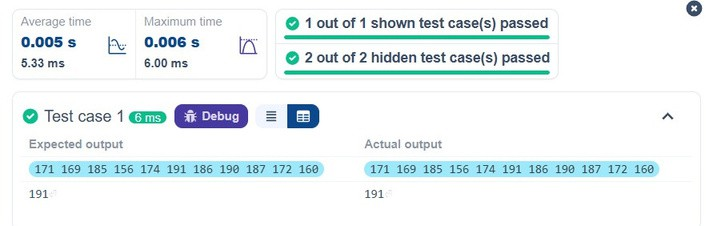 Average time
0.005 s
5.33 ms
Maximum time
0.006 s
6.00 ms
1 out of 1 shown test case(s) passed
2 out of 2 hidden test case(s) passed
Test case 1 6 ms Debug
Expected output
171 169 185 156 174 191 186 190 187 172 160
191
Actual output
171 169 185 156 174 191 186 190 187 172 160
191